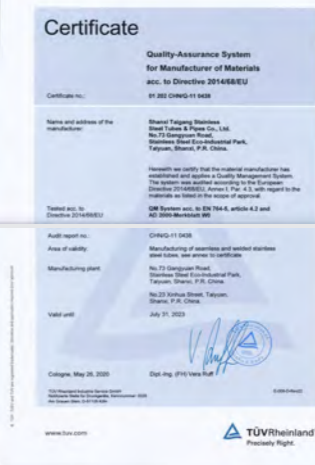 Certificate
Quality-Assurance System
for Manufacturer of Materials
acc. to Directive 2014/68/EU
Certificate no.:
01 202 CHN/Q-11 0438
Name and address of the
manufacturer:
Shanxi Taigang Stainless
Steel Tubes & Pipes Co., Ltd.
No.73 Gangyuan Road,
Stainless Steel Eco-Industrial Park,
Taiyuan, Shanxi, P.R. China.
Herewith we certify that the material manufacturer has
established and applies a Quality Management System.
The system was audited according to the European
Directive 2014/68/EU, Annex I, Par. 4.3, with regard to the
materials as listed in the scope of approval.
Tested acc. to
Directive 2014/68/EU
QM System acc. to EN 764-5, article 4.2 and
AD 2000-Merkblatt W0
Audit report no.:
CHN/Q-11 0438
Area of validity:
Manufacturing of seamless and welded stainless
steel tubes, see annex to certificate
Manufacturing plant:
No.73 Gangyuan Road,
Stainless Steel Eco-Industrial Park,
Taiyuan, Shanxi, P.R. China.
No.23 Xinhua Street, Taiyuan,
Shanxi, P.R. China.
Valid until:
July 31, 2023
Cologne, May 26, 2020
Dipl.-Ing. (FH) Vera Ruff
TÜV Rheinland Industrie Service GmbH
www.tuv.com
TÜVRheinland
Precisely Right.